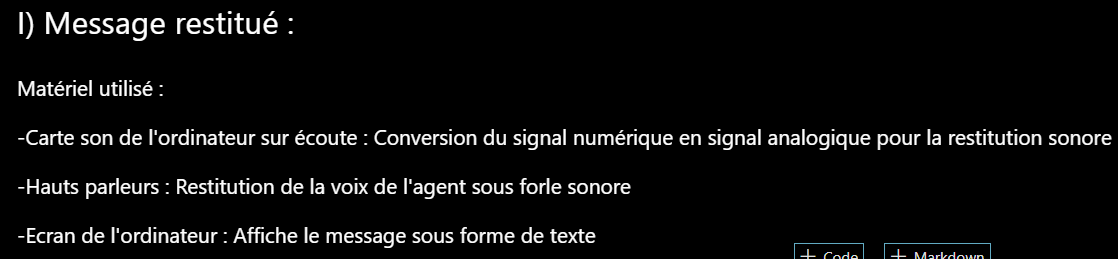 I) Message restitué :
Matériel utilisé :
-Carte son de l'ordinateur sur écoute : Conversion du signal numérique en signal analogique pour la restitution sonore
-Hauts parleurs : Restitution de la voix de l'agent sous forle sonore
-Ecran de l'ordinateur : Affiche le message sous forme de texte
+ Code + Markdown